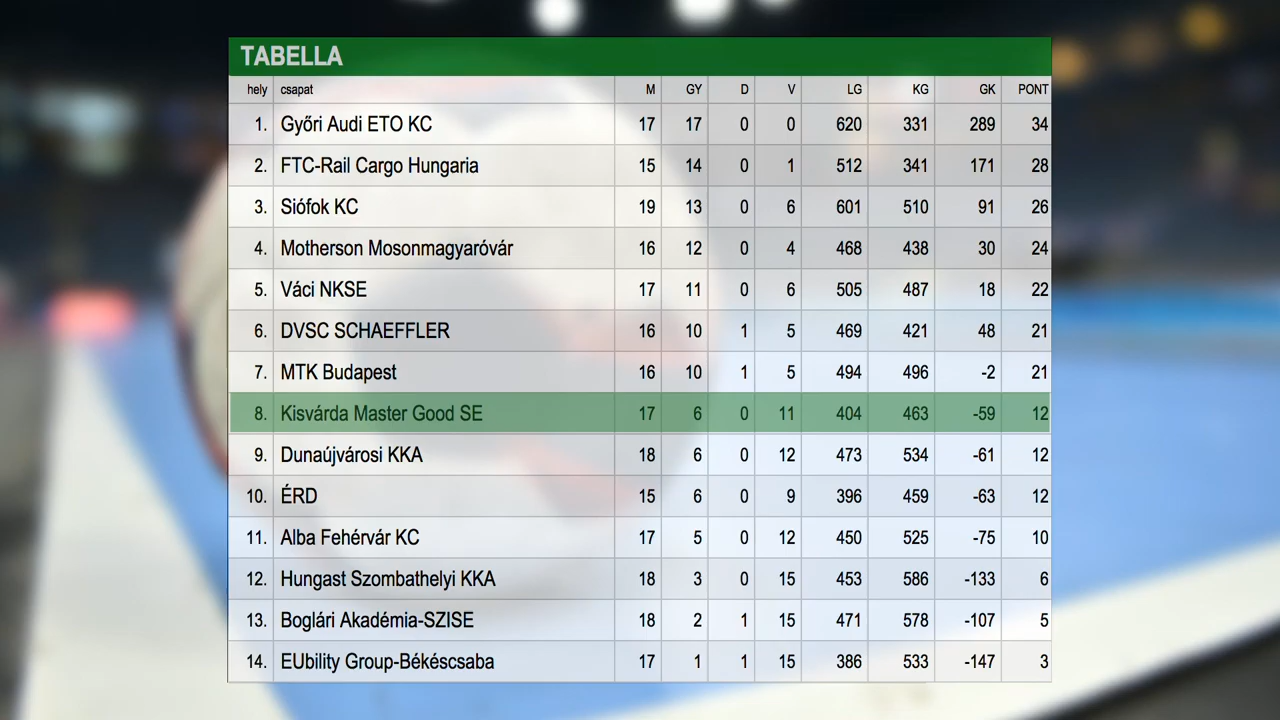 TABELLA
hely csapat M GY D V LG KG GK PONT
1. Győri Audi ETO KC 17 17 0 0 620 331 289 34
2. FTC-Rail Cargo Hungaria 15 14 0 1 512 341 171 28
3. Siófok KC 19 13 0 6 601 510 91 26
4. Motherson Mosonmagyaróvár 16 12 0 4 468 438 30 24
5. Váci NKSE 17 11 0 6 505 487 18 22
6. DVSC SCHAEFFLER 16 10 1 5 469 421 48 21
7. MTK Budapest 16 10 1 5 494 496 -2 21
8. Kisvárda Master Good SE 17 6 0 11 404 463 -59 12
9. Dunaújvárosi KKA 18 6 0 12 473 534 -61 12
10. ÉRD 15 6 0 9 396 459 -63 12
11. Alba Fehérvár KC 17 5 0 12 450 525 -75 10
12. Hungast Szombathelyi KKA 18 3 0 15 453 586 -133 6
13. Boglári Akadémia-SZISE 18 2 1 15 471 578 -107 5
14. EUbility Group-Békéscsaba 17 1 1 15 386 533 -147 3